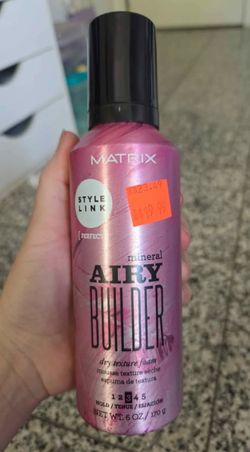 MATRIX
STYLE
LINK
mineral
AIRY
BUILDER
dry texture foam
mousse texture sèche
espuma de textura
1 2 3 4 5
HOLD / TENUE / FIJACIÓN
NET WT. 6 OZ / 170 g